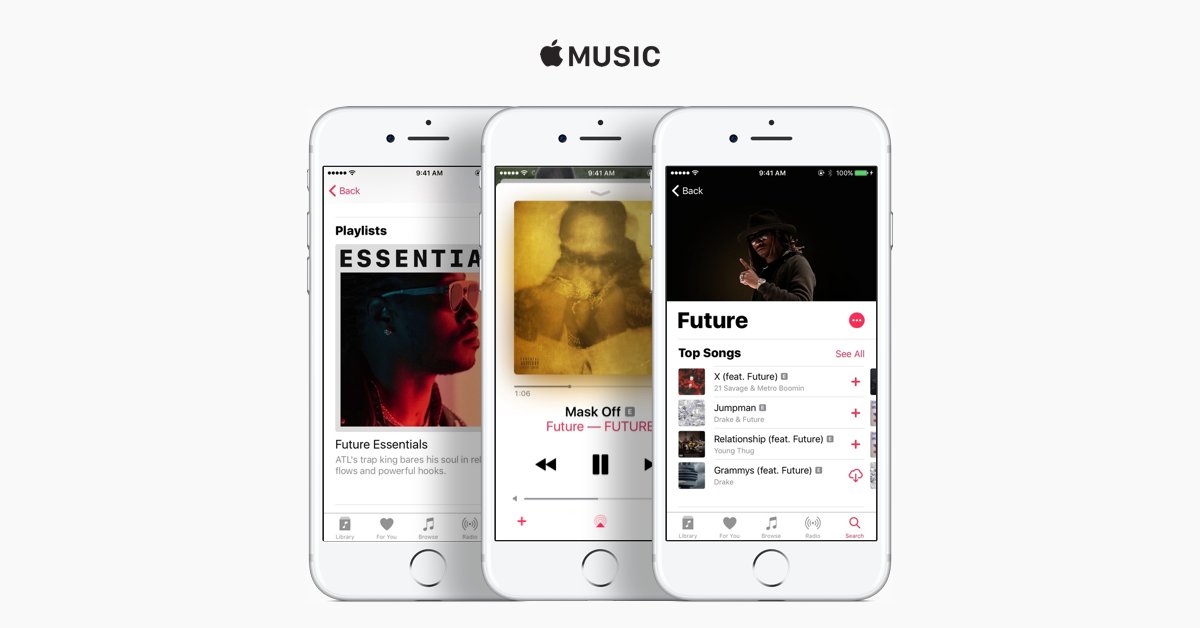 MUSIC
9:41 AM
Back
Playlists
ESSENTIA
Future Essentials
ATL's trap king bares his soul in rel
flows and powerful hooks.
Library
For You
Browse
Radio
9:41 AM
1:06
Mask Off E
Future — FUTURE
9:41 AM
100%
Back
Future
Top Songs
See All
X (feat. Future) E
21 Savage & Metro Boomin
Jumpman E
Drake & Future
Relationship (feat. Future) E
Young Thug
Grammys (feat. Future) E
Drake
Library
For You
Browse
Radio
Search